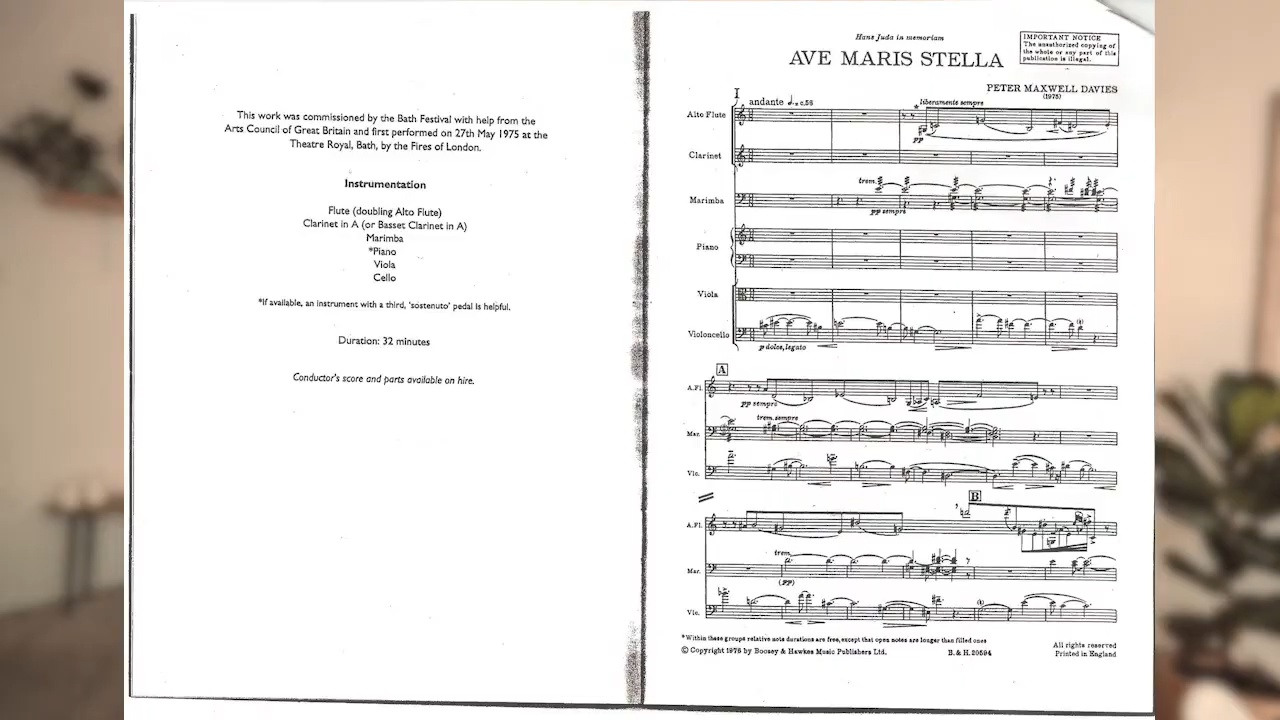 This work was commissioned by the Bath Festival with help from the
Arts Council of Great Britain and first performed on 27th May 1975 at the
Theatre Royal, Bath, by the Fires of London.
Instrumentation
Flute (doubling Alto Flute)
Clarinet in A (or Basset Clarinet in A)
Marimba
*Piano
Viola
Cello
*If available, an instrument with a third, 'sostenuto' pedal is helpful.
Duration: 32 minutes
Conductor's score and parts available on hire.
Hans Juda in memoriam
AVE MARIS STELLA
IMPORTANT NOTICE
The unauthorized copying of
the whole or any part of this
publication is illegal.
PETER MAXWELL DAVIES
(1975)
I
andante c.56
* liberamente sempre
Alto Flute
pp
Clarinet
trem.
Marimba
pp sempre
Piano
Viola
Violoncello
p dolce, legato
A
A.Fl.
pp sempre
trem. sempre
Mar.
Vlc.
B
A.Fl.
trem.
Mar.
(pp)
Vlc.
*Within these groups relative note durations are free, except that open notes are longer than filled ones
© Copyright 1976 by Boosey & Hawkes Music Publishers Ltd.
B. & H. 20594
All rights reserved
Printed in England